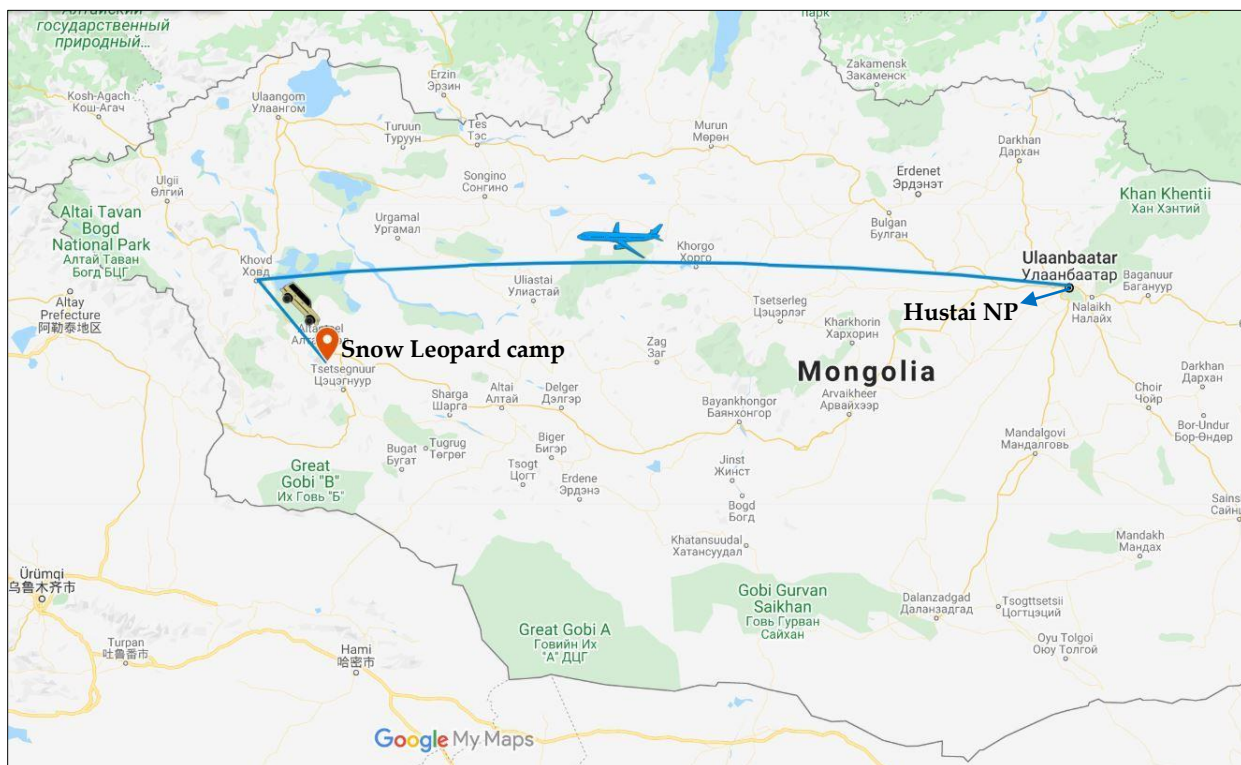 Алтайский
государственный
природный...
парк
Zakamensk
Закаменск
Kosh-Agach
Кош-Агач
Ulaangom
Улаангом
Erzin
Эрзин
Turuun
Туруун
Tes
Тэс
Murun
Мөрөн
Darkhan
Дархан
Erdenet
ЭРДЭНЭТ
Ulgii
Өлгий
Songino
Сонгино
Khan Khentii
Хан Хэнтий
Altai Tavan
Bogd
National Park
Алтай Таван
Богд БЦГ
Urgamal
Ургамал
Bulgan
Булган
Khovd
Ховд
Uliastai
Улиастай
Khorgo
Хорго
Ulaanbaatar
Улаанбаатар
Baganuur
Багануур
Altay
Prefecture
阿勒泰地区
Hustai NP
Nalaikh
Налайх
Tsetserleg
Цэцэрлэг
Kharkhorin
Хархорин
Snow Leopard camp
Tsetsegnuur
Цэцэгнуур
Zag
Заг
Mongolia
Darkhan
Дархан
Choir
Чойр
Sharga
Шарга
Altai
Алтай
Delger
Дэлгэр
Bayankhongor
Баянхонгор
Arvaikheer
Арвайхээр
Bor-Undur
Бор-Өндөр
Mandalgovi
Мандалговь
Bugat
Бугат
Tugrug
Төгрөг
Biger
Бигэр
Great
Gobi "B"
Их Говь "Б"
Tsogt
Цогт
Erdene
Эрдэнэ
Jinst
Жинст
Bogd
Богд
Sains
Сайнц
Khatansuudal
Хатансуудал
Mandakh
Мандах
Ürümqi
乌鲁木齐市
Gobi Gurvan
Saikhan
Говь Гурван
Сайхан
Dalanzadgad
Даланзадгад
Tsogttsetsii
Цогтцэций
Great Gobi A
Говийн Их
"А" ДЦГ
Oyu Tolgoi
Оюу Толгой
Turpan
吐鲁番市
Hami
哈密市
Google My Maps